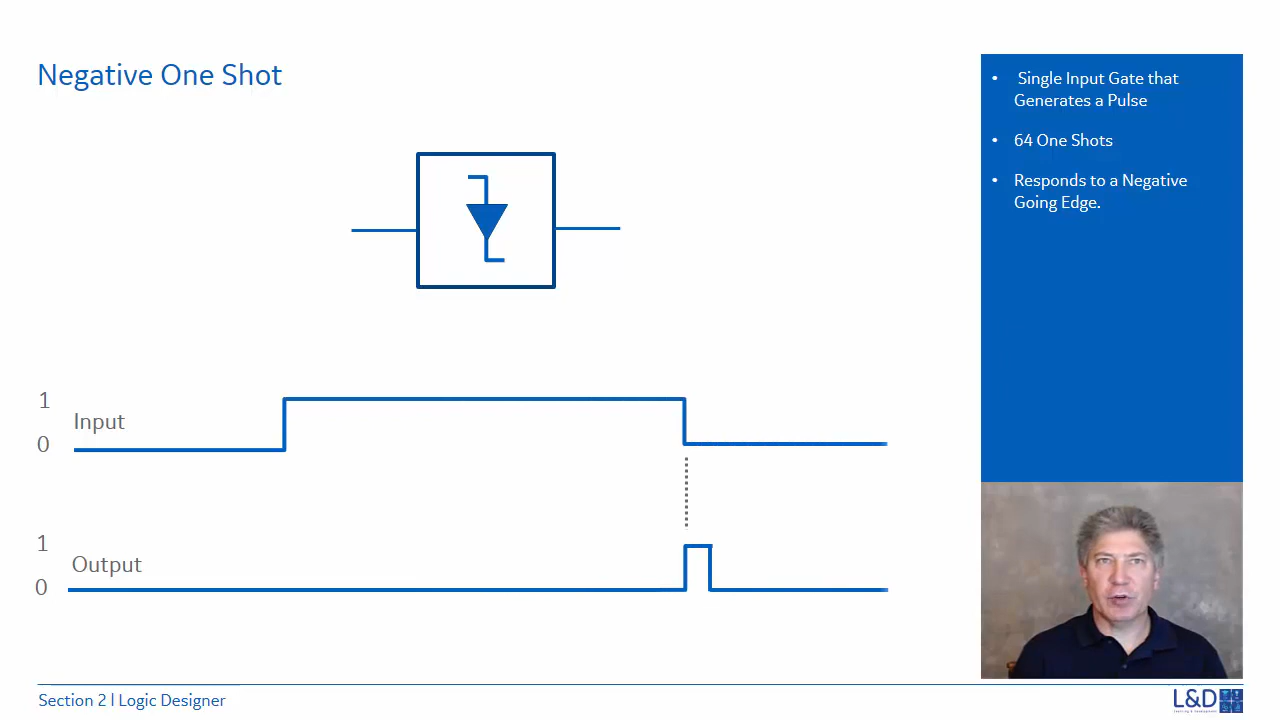 Negative One Shot
• Single Input Gate that
Generates a Pulse
• 64 One Shots
• Responds to a Negative
Going Edge.
1
Input
0
1
Output
0
Section 2 | Logic Designer
L&D